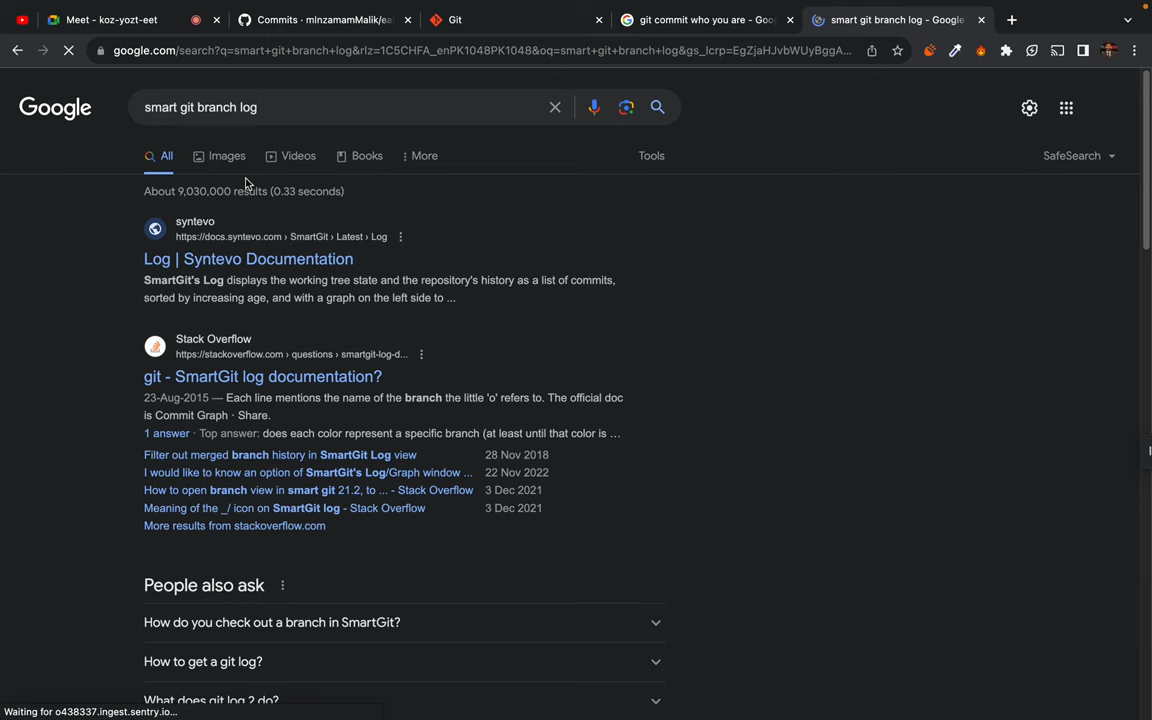 Meet - koz-yozt-eet
Commits · mInzamamMalik/ea
Git
git commit who you are - Goo
smart git branch log - Google
google.com/search?q=smart+git+branch+log&rlz=1C5CHFA_enPK1048PK1048&oq=smart+git+branch+log&gs_lcrp=EgZjaHJvbWUyBggA...
Google
smart git branch log
All
Images
Videos
Books
More
Tools
SafeSearch
About 9,030,000 results (0.33 seconds)
syntevo
https://docs.syntevo.com › SmartGit › Latest › Log
Log | Syntevo Documentation
SmartGit's Log displays the working tree state and the repository's history as a list of commits,
sorted by increasing age, and with a graph on the left side to ...
Stack Overflow
https://stackoverflow.com › questions › smartgit-log-d...
git - SmartGit log documentation?
23-Aug-2015 — Each line mentions the name of the branch the little 'o' refers to. The official doc
is Commit Graph · Share.
1 answer · Top answer: does each color represent a specific branch (at least until that color is ...
Filter out merged branch history in SmartGit Log view 28 Nov 2018
I would like to know an option of SmartGit's Log/Graph window ... 22 Nov 2022
How to open branch view in smart git 21.2, to ... - Stack Overflow 3 Dec 2021
Meaning of the _/ icon on SmartGit log - Stack Overflow 3 Dec 2021
More results from stackoverflow.com
People also ask
How do you check out a branch in SmartGit?
How to get a git log?
What does git log 2 do?
Waiting for o438337.ingest.sentry.io...